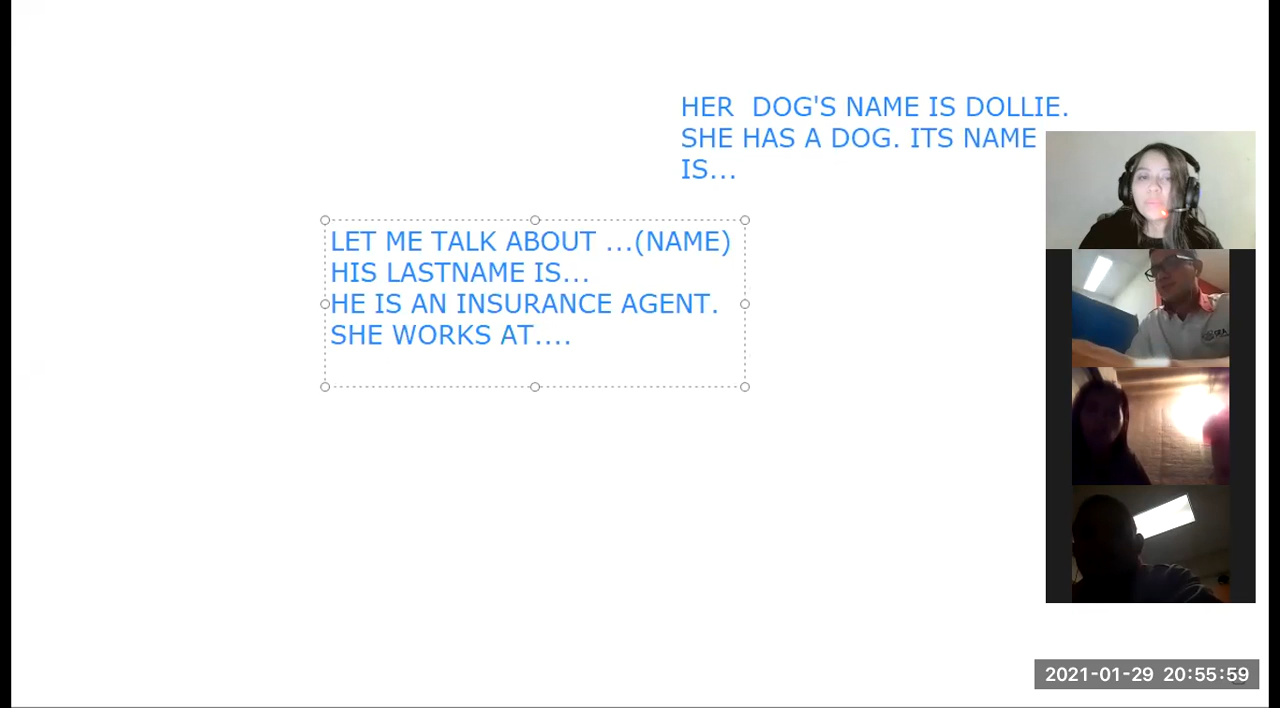 HER DOG'S NAME IS DOLLIE.
SHE HAS A DOG. ITS NAME
IS...
LET ME TALK ABOUT ...(NAME)
HIS LASTNAME IS...
HE IS AN INSURANCE AGENT.
SHE WORKS AT....
2021-01-29 20:55:59